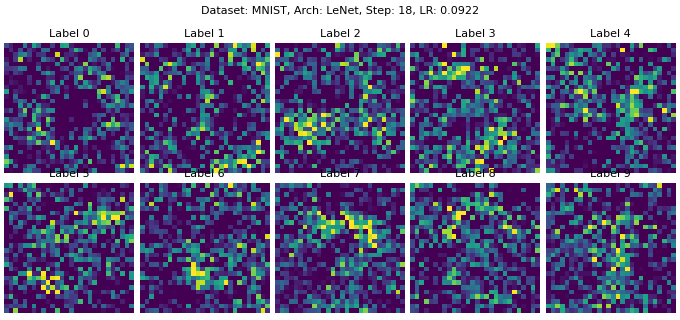 Dataset: MNIST, Arch: LeNet, Step: 18, LR: 0.0922
Label 0 Label 1 Label 2 Label 3 Label 4
Label 5 Label 6 Label 7 Label 8 Label 9